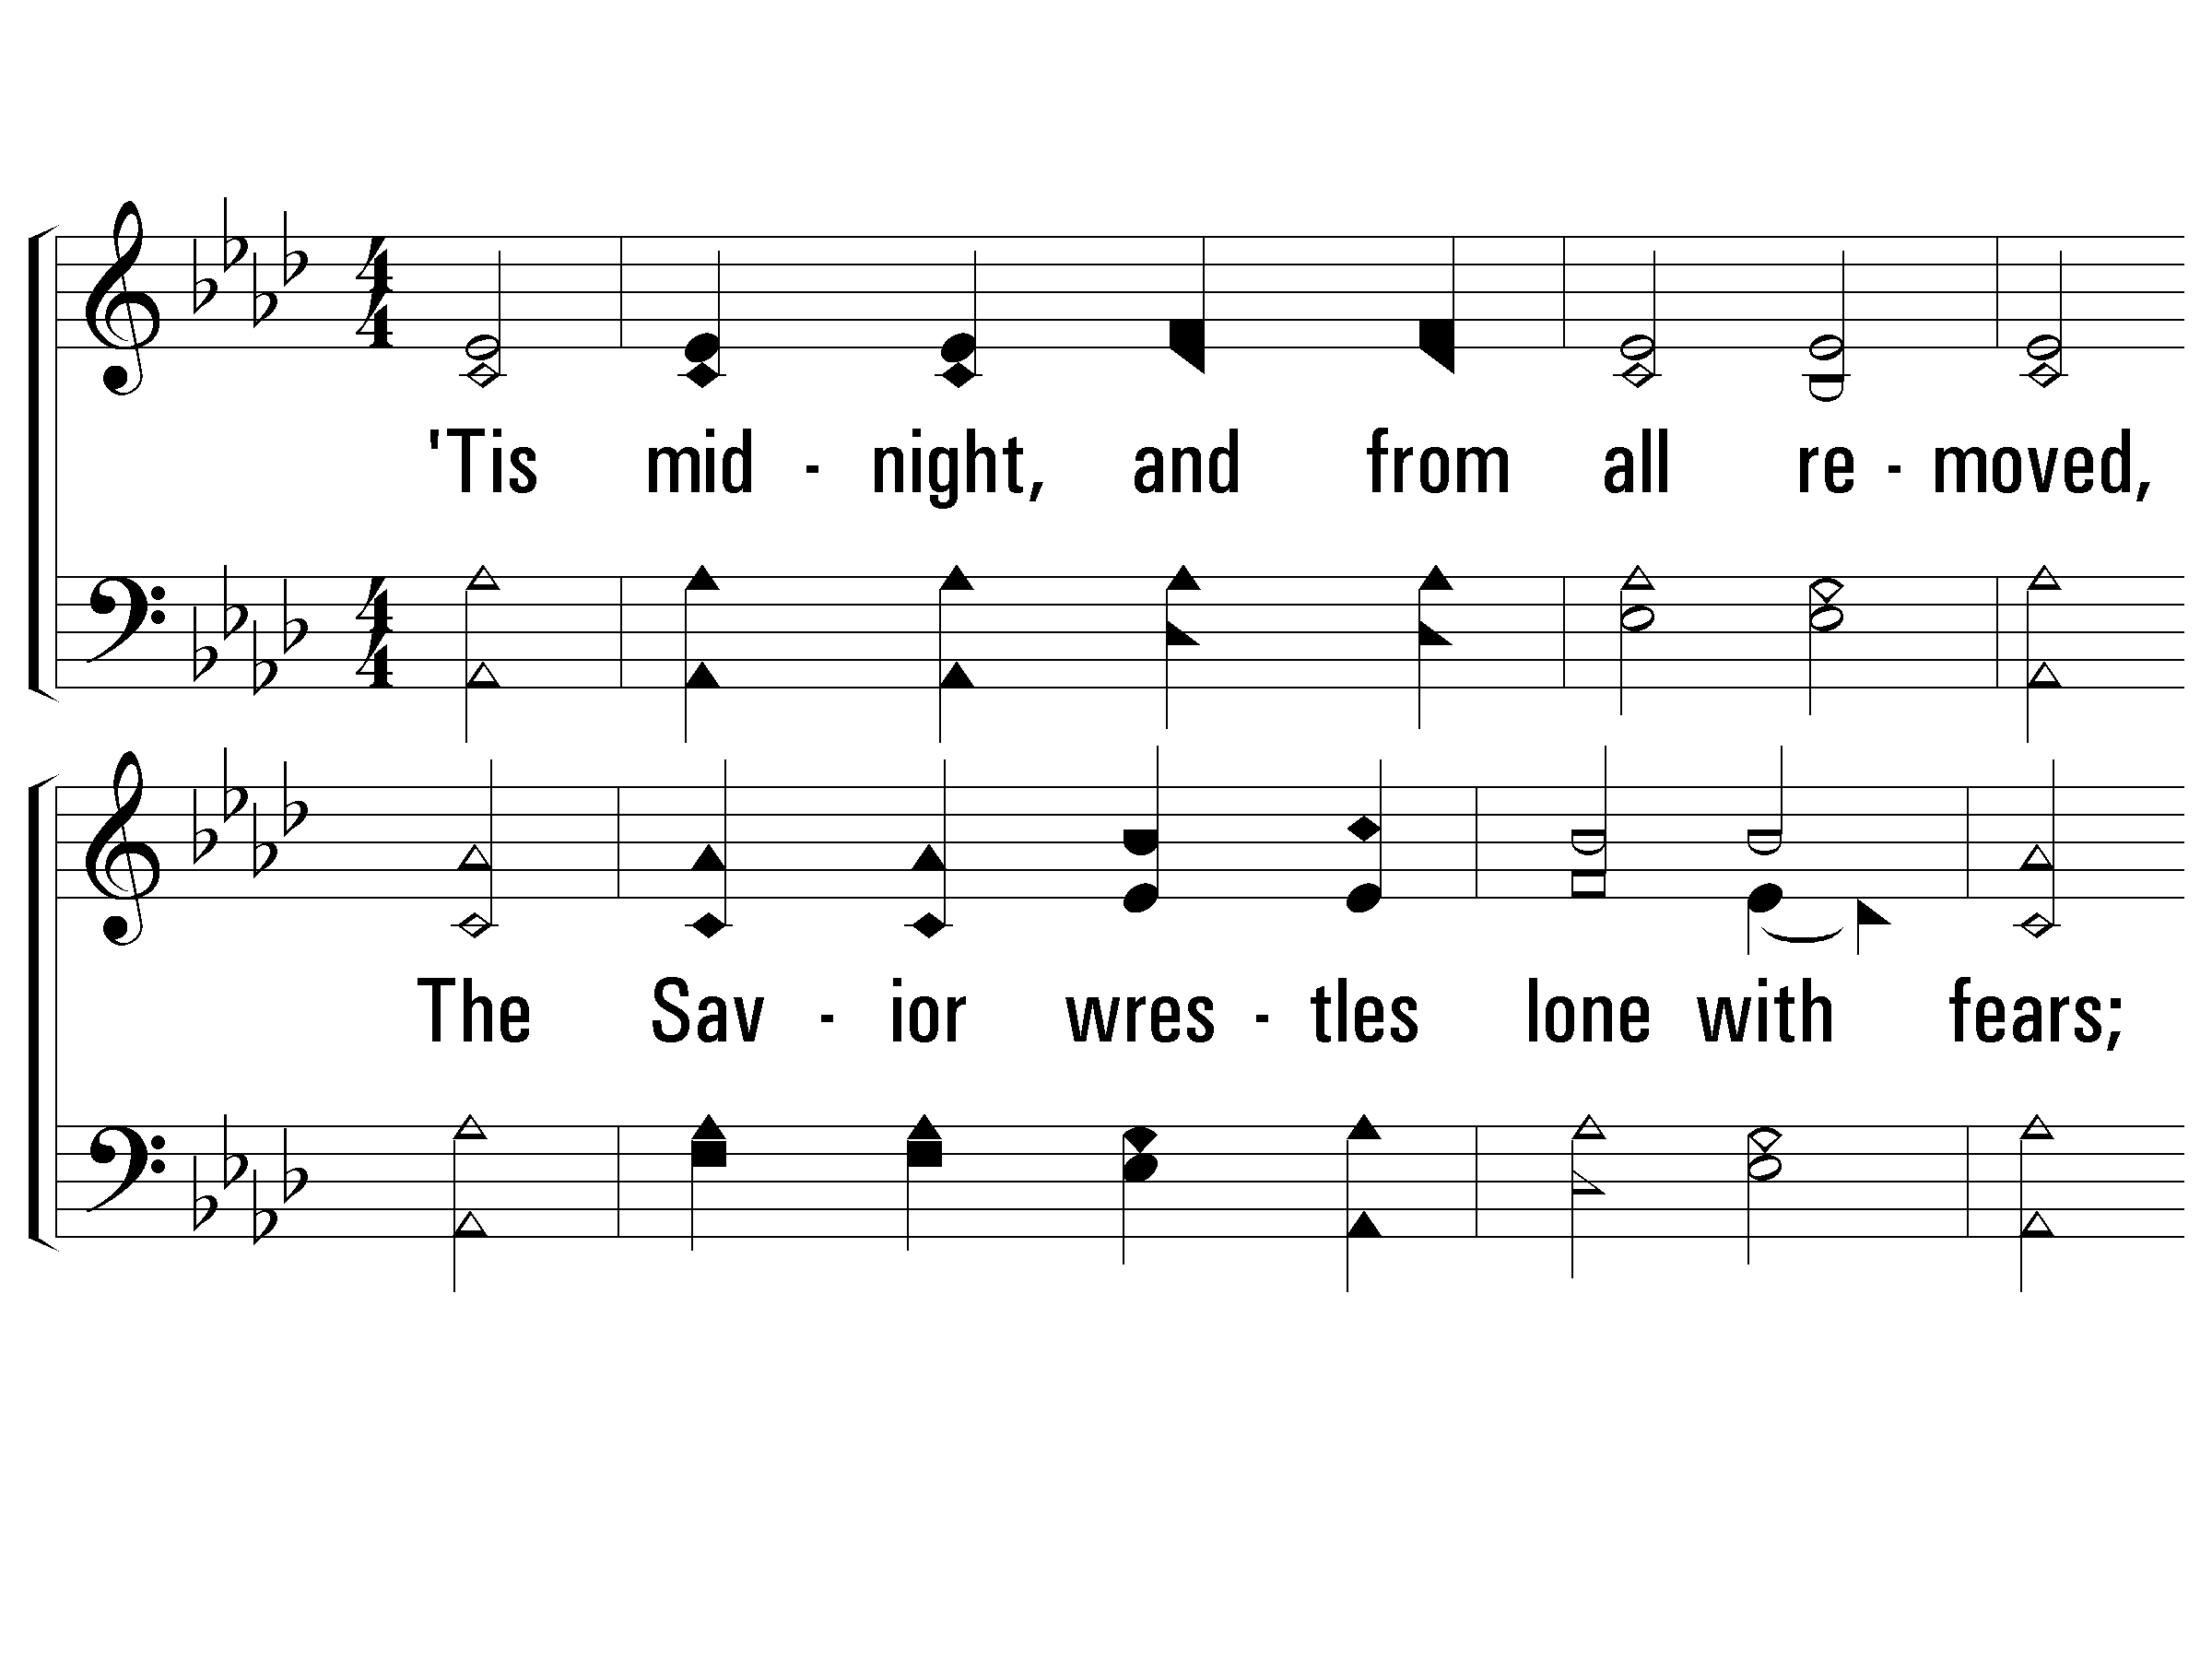 'Tis mid - night, and from all re - moved,
The Sav - ior wres - tles lone with fears;